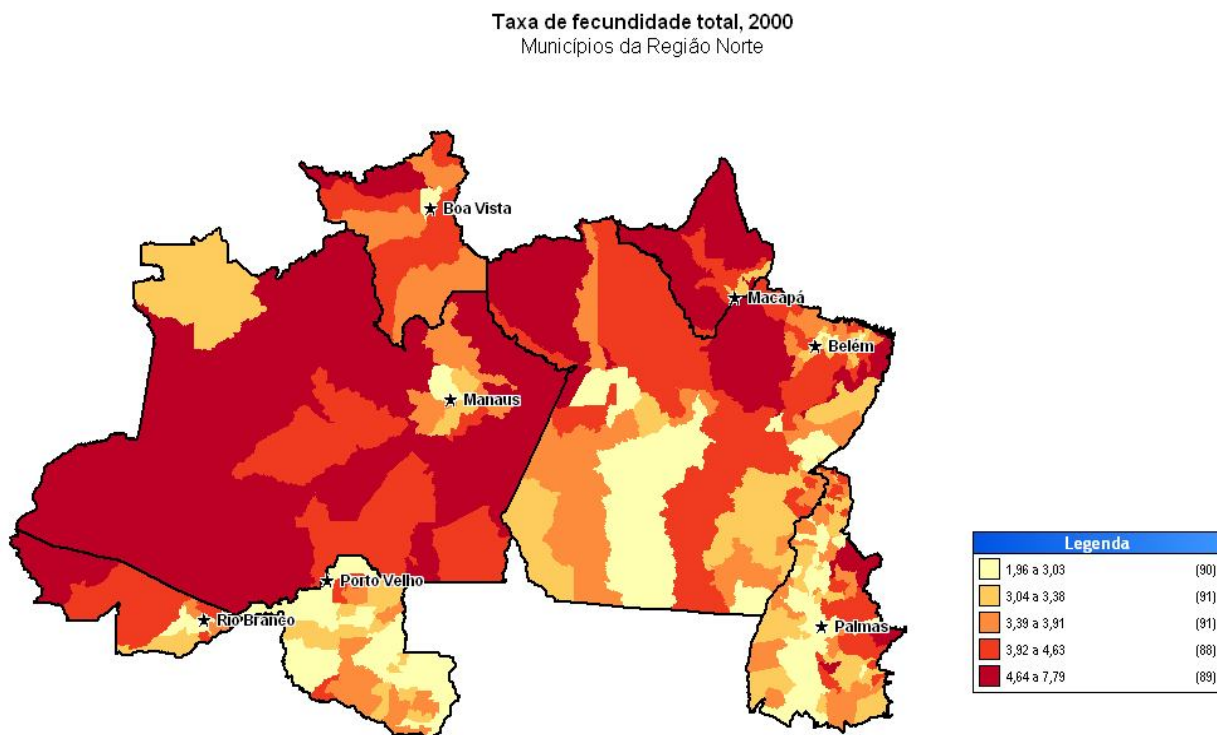 Taxa de fecundidade total, 2000
Municípios da Região Norte
Boa Vista
Macapá
Belém
Manaus
Porto Velho
Rio Branco
Palmas
Legenda
1,96 a 3,03 (90)
3,04 a 3,38 (91)
3,39 a 3,91 (91)
3,92 a 4,63 (88)
4,64 a 7,79 (89)